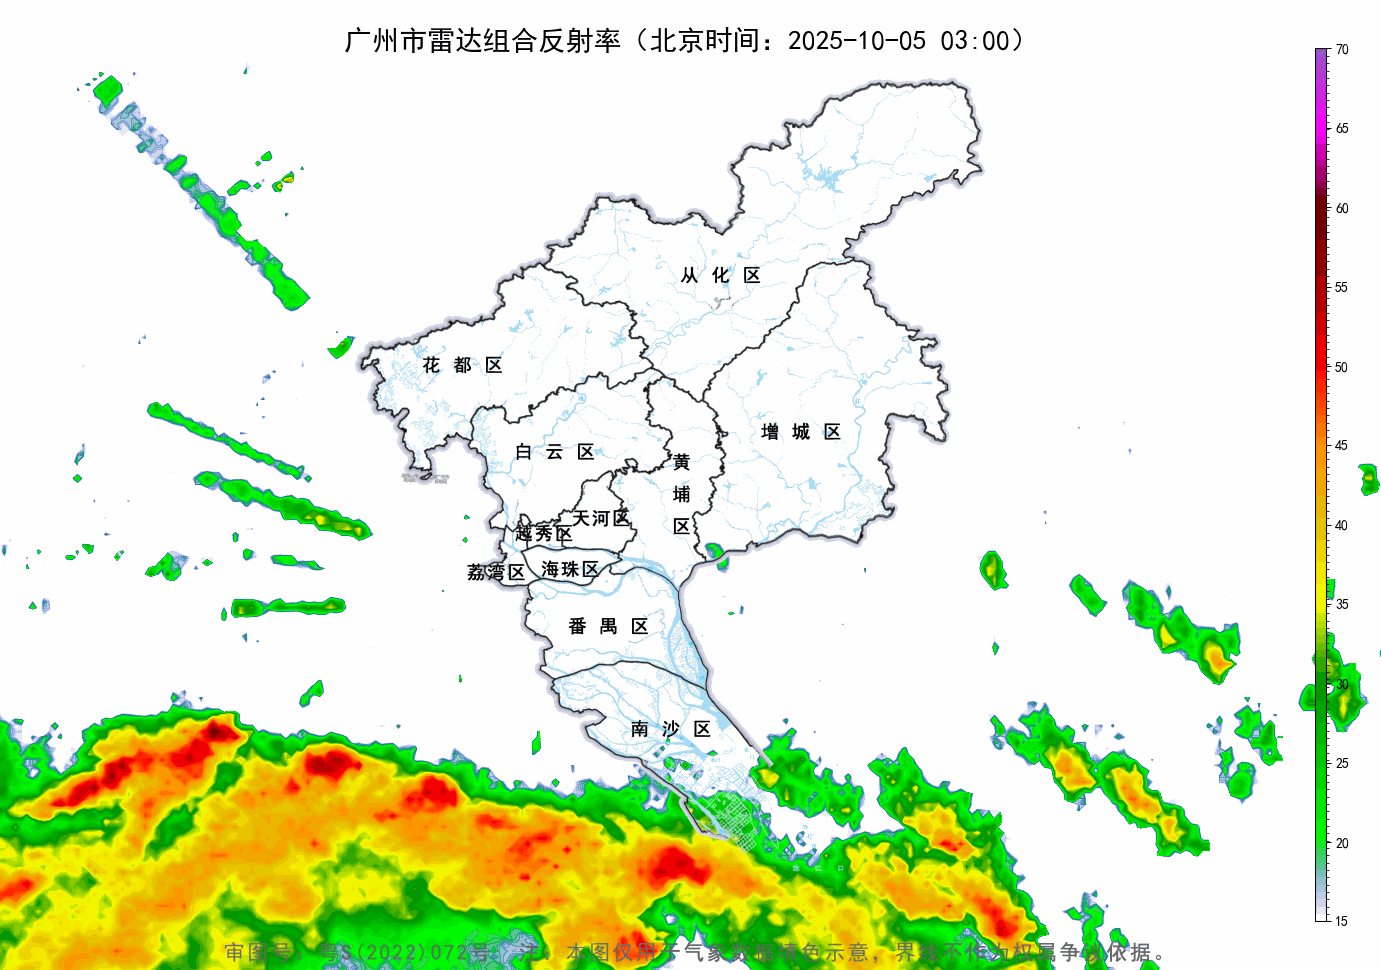 广州市雷达组合反射率（北京时间：2025-10-05 03:00）
70
65
60
55
50
45
40
35
30
25
20
15
从化区
花都区
增城区
白云区
黄埔区
天河区
越秀区
荔湾区
海珠区
番禺区
南沙区
审图号：粤S(2022)072号 注：本图仅用于气象数据填色示意，界线不作为权属争议依据。